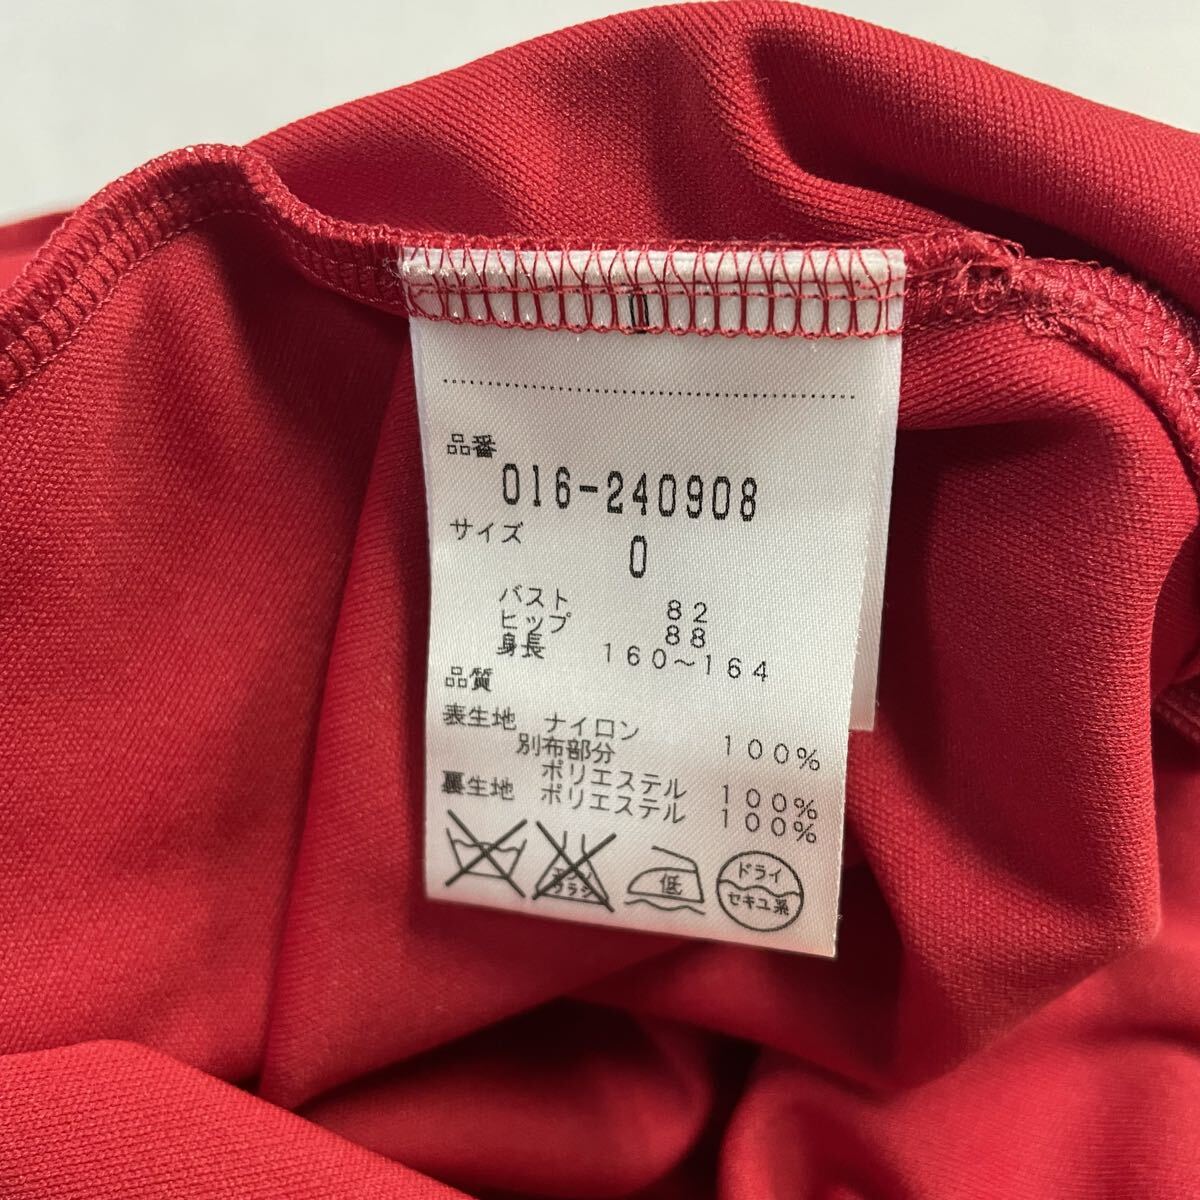 品番
016-240908
サイズ
0
バスト 82
ヒップ 88
身長 160〜164
品質
表生地 ナイロン 100%
別布部分
ポリエステル 100%
裏生地 ポリエステル 100%
低
ドライ
セキユ系